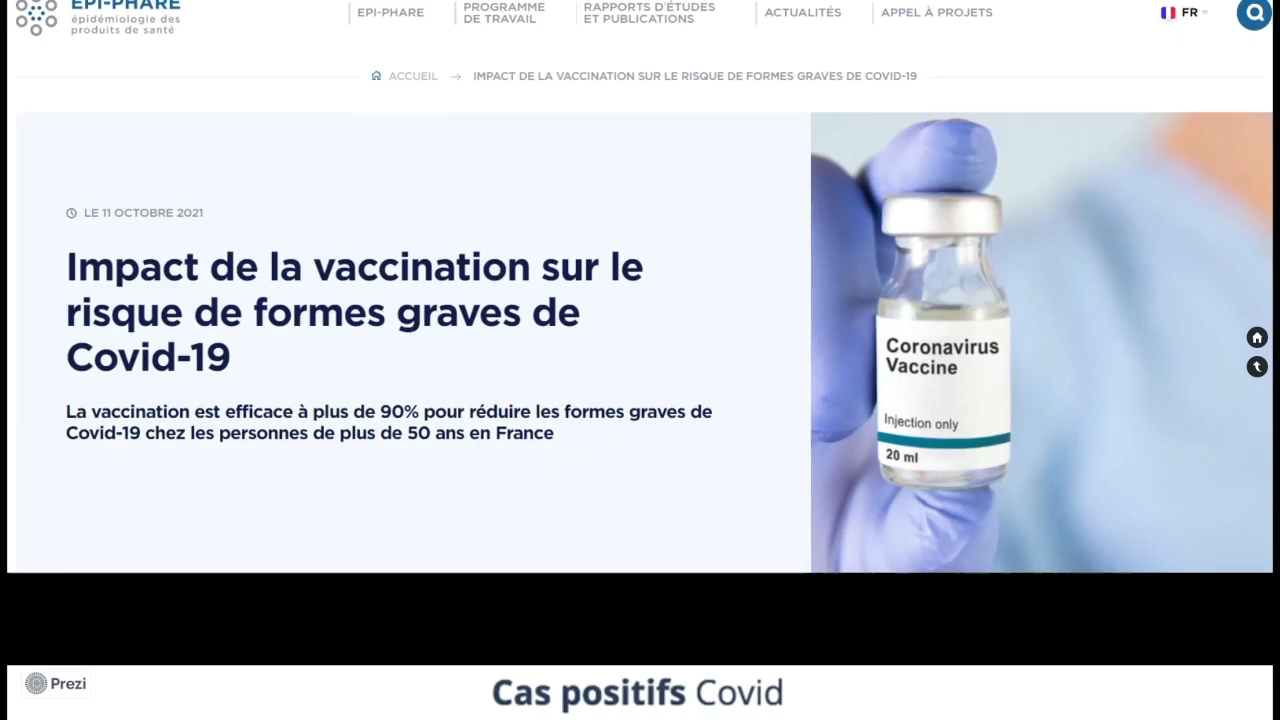 EPI-PHARE
épidémiologie des
produits de santé
EPI-PHARE
PROGRAMME
DE TRAVAIL
RAPPORTS D'ÉTUDES
ET PUBLICATIONS
ACTUALITÉS
APPEL À PROJETS
FR
ACCUEIL → IMPACT DE LA VACCINATION SUR LE RISQUE DE FORMES GRAVES DE COVID-19
LE 11 OCTOBRE 2021
Impact de la vaccination sur le
risque de formes graves de
Covid-19
La vaccination est efficace à plus de 90% pour réduire les formes graves de
Covid-19 chez les personnes de plus de 50 ans en France
Coronavirus
Vaccine
Injection only
20 ml
Prezi
Cas positifs Covid